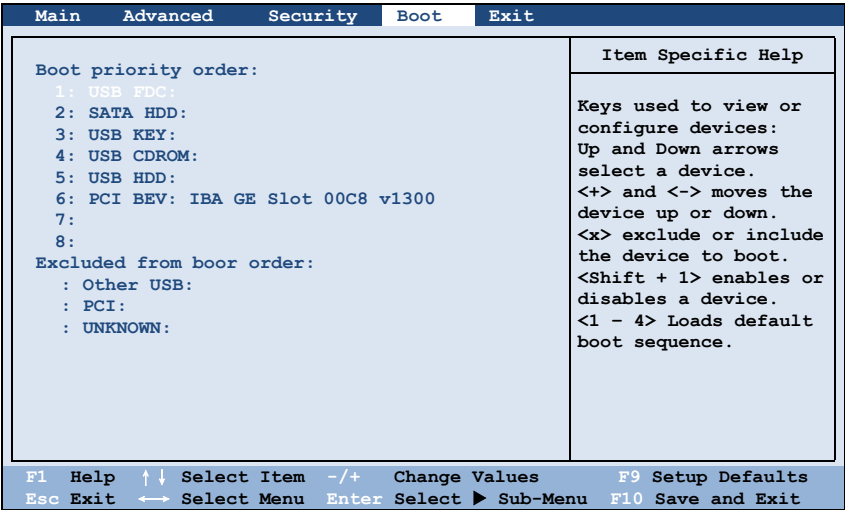 Main Advanced Security Boot Exit
Boot priority order:
1: USB FDC:
2: SATA HDD:
3: USB KEY:
4: USB CDROM:
5: USB HDD:
6: PCI BEV: IBA GE Slot 00C8 v1300
7:
8:
Excluded from boor order:
: Other USB:
: PCI:
: UNKNOWN:
Item Specific Help
Keys used to view or
configure devices:
Up and Down arrows
select a device.
<+> and <-> moves the
device up or down.
<x> exclude or include
the device to boot.
<Shift + 1> enables or
disables a device.
<1 – 4> Loads default
boot sequence.
F1 Help ↑↓ Select Item -/+ Change Values F9 Setup Defaults
Esc Exit ←→ Select Menu Enter Select ▶ Sub-Menu F10 Save and Exit